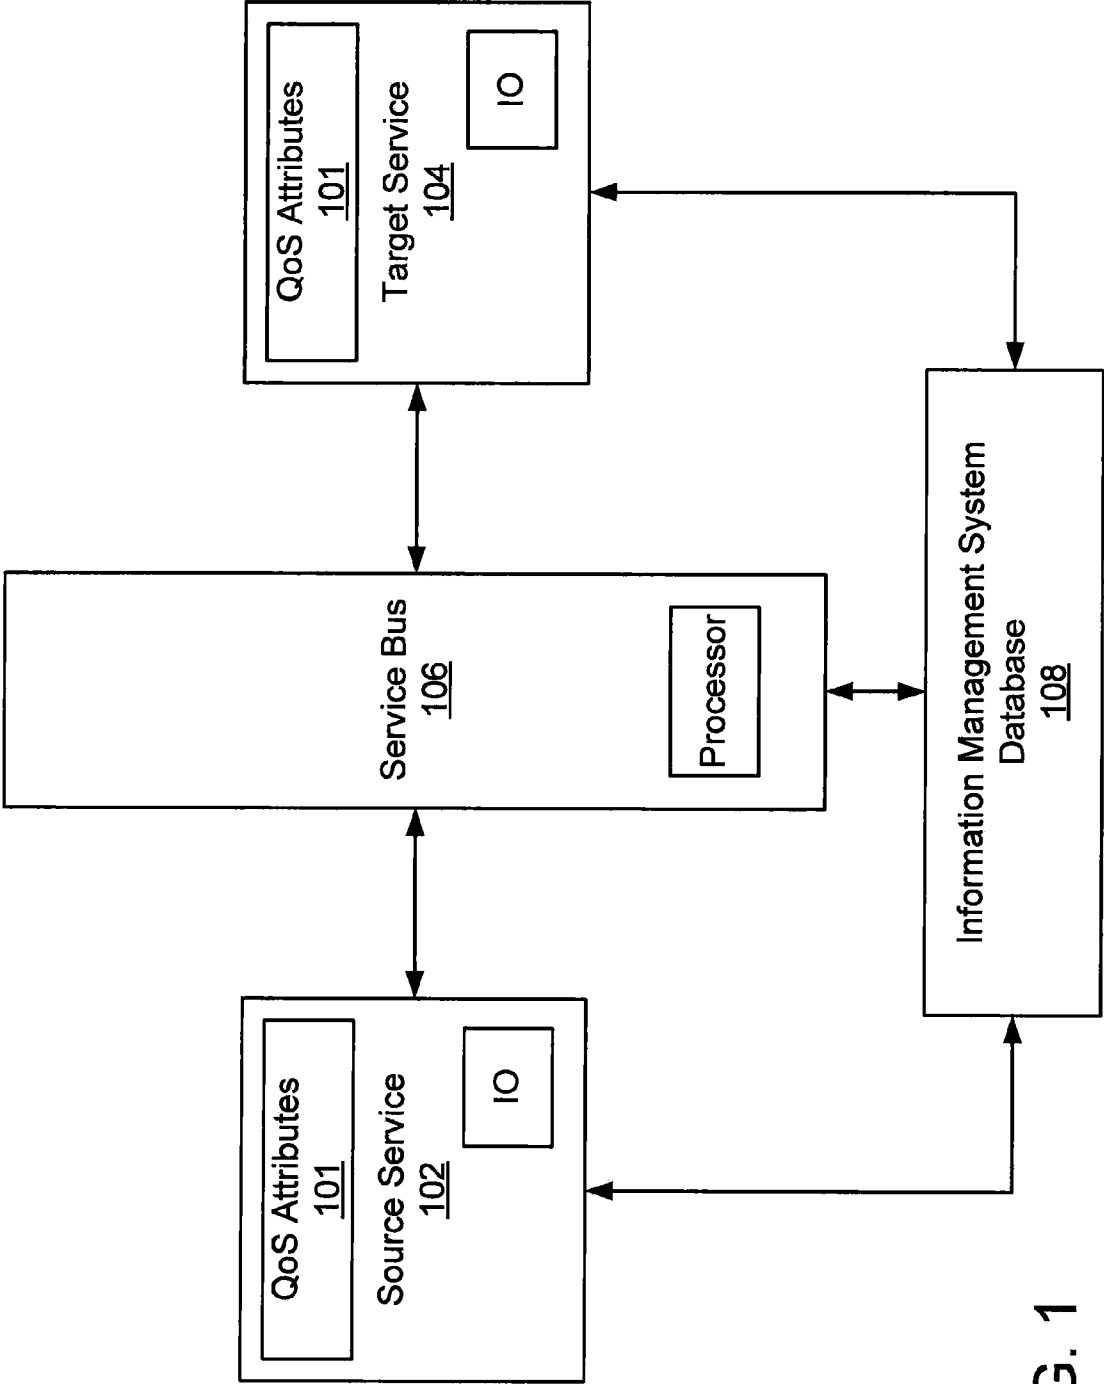 QoS Attributes
101
Source Service
102
IO
Service Bus
106
Processor
QoS Attributes
101
Target Service
104
IO
Information Management System
Database
108
G. 1